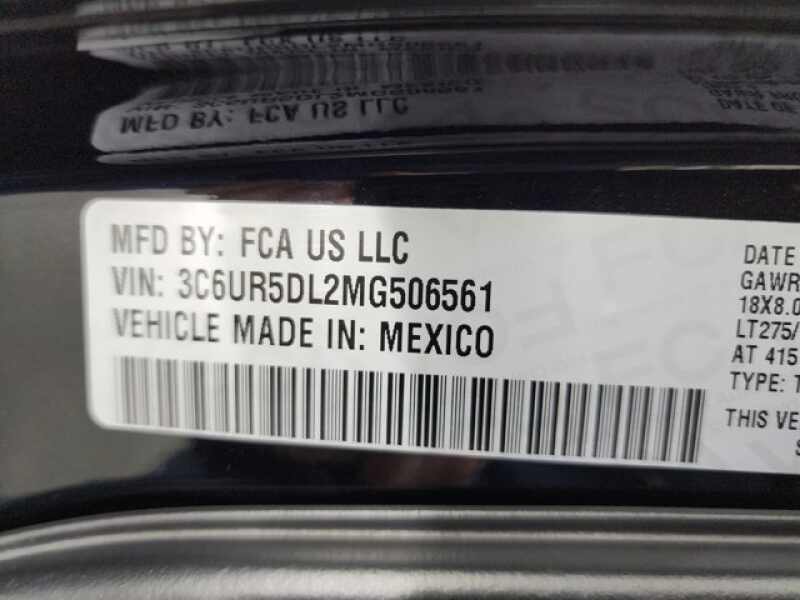 MFD BY: FCA US LLC
MFD BY: FCA US LLC
VIN: 3C6UR5DL2MG506561
VEHICLE MADE IN: MEXICO
DATE
GAWR
18X8.0
LT275/
AT 415
TYPE: T
THIS VE
S